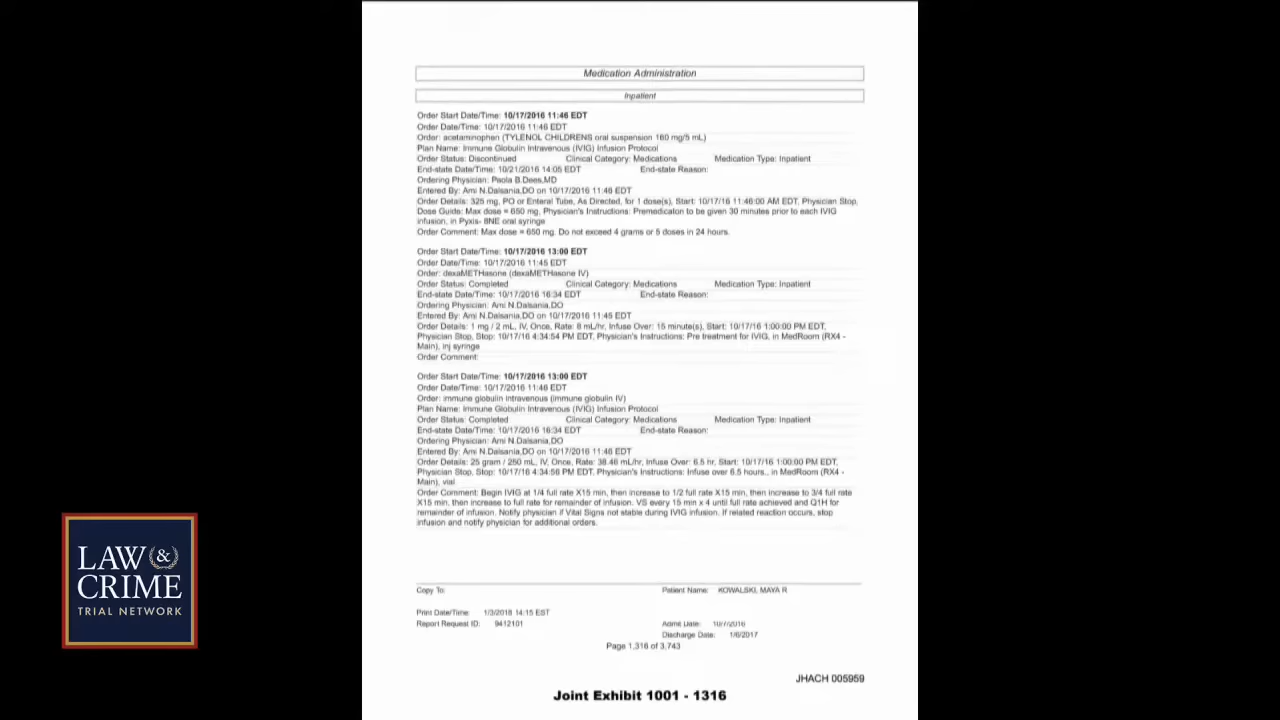 Medication Administration
Inpatient
Order Start Date/Time: 10/17/2016 11:46 EDT
Order Date/Time: 10/17/2016 11:46 EDT
Order: acetaminophen (TYLENOL CHILDRENS oral suspension 160 mg/5 mL)
Plan Name: Immune Globulin Intravenous (IVIG) Infusion Protocol
Order Status: Discontinued Clinical Category: Medications Medication Type: Inpatient
End-state Date/Time: 10/21/2016 14:05 EDT End-state Reason:
Ordering Physician: Paola B.Dees,MD
Entered By: Ami N.Dalsania,DO on 10/17/2016 11:46 EDT
Order Details: 325 mg, PO or Enteral Tube, As Directed, for 1 dose(s), Start: 10/17/16 11:46:00 AM EDT, Physician Stop,
Dose Guide: Max dose = 650 mg, Physician's Instructions: Premedicaton to be given 30 minutes prior to each IVIG
infusion, in Pyxis- 8NE oral syringe
Order Comment: Max dose = 650 mg. Do not exceed 4 grams or 5 doses in 24 hours.
Order Start Date/Time: 10/17/2016 13:00 EDT
Order Date/Time: 10/17/2016 11:45 EDT
Order: dexaMETHasone (dexaMETHasone IV)
Order Status: Completed Clinical Category: Medications Medication Type: Inpatient
End-state Date/Time: 10/17/2016 16:34 EDT End-state Reason:
Ordering Physician: Ami N.Dalsania,DO
Entered By: Ami N.Dalsania,DO on 10/17/2016 11:45 EDT
Order Details: 1 mg / 2 mL, IV, Once, Rate: 8 mL/hr, Infuse Over: 15 minute(s), Start: 10/17/16 1:00:00 PM EDT,
Physician Stop, Stop: 10/17/16 4:34:54 PM EDT, Physician's Instructions: Pre treatment for IVIG, in MedRoom (RX4 -
Main), inj syringe
Order Comment:
Order Start Date/Time: 10/17/2016 13:00 EDT
Order Date/Time: 10/17/2016 11:46 EDT
Order: immune globulin intravenous (immune globulin IV)
Plan Name: Immune Globulin Intravenous (IVIG) Infusion Protocol
Order Status: Completed Clinical Category: Medications Medication Type: Inpatient
End-state Date/Time: 10/17/2016 16:34 EDT End-state Reason:
Ordering Physician: Ami N.Dalsania,DO
Entered By: Ami N.Dalsania,DO on 10/17/2016 11:46 EDT
Order Details: 25 gram / 250 mL, IV, Once, Rate: 38.46 mL/hr, Infuse Over: 6.5 hr, Start: 10/17/16 1:00:00 PM EDT,
Physician Stop, Stop: 10/17/16 4:34:56 PM EDT, Physician's Instructions: Infuse over 6.5 hours., in MedRoom (RX4 -
Main), vial
Order Comment: Begin IVIG at 1/4 full rate X15 min, then increase to 1/2 full rate X15 min, then increase to 3/4 full rate
X15 min, then increase to full rate for remainder of infusion. VS every 15 min x 4 until full rate achieved and Q1H for
remainder of infusion. Notify physician if Vital Signs not stable during IVIG infusion. If related reaction occurs, stop
infusion and notify physician for additional orders.
Copy To: Patient Name: KOWALSKI, MAYA R
Print Date/Time: 1/3/2018 14:15 EST
Report Request ID: 9412101 Admit Date: 10/7/2016
Discharge Date: 1/6/2017
Page 1,316 of 3,743
JHACH 005959
Joint Exhibit 1001 - 1316
LAW &
CRIME
TRIAL NETWORK